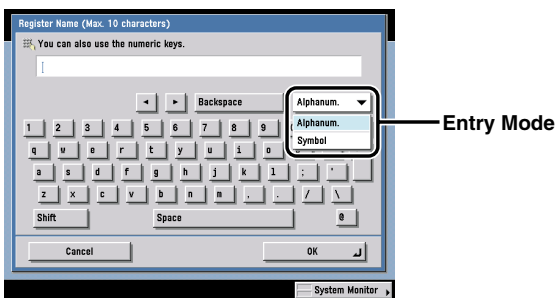 Register Name (Max. 10 characters)
You can also use the numeric keys.
◄ ► Backspace Alphanum. ▼
Alphanum.
Symbol
Entry Mode
1 2 3 4 5 6 7 8 9
q w e r t y u i o
a s d f g h j k l ; '
z x c v b n m , . / \
Shift Space @
Cancel OK
System Monitor